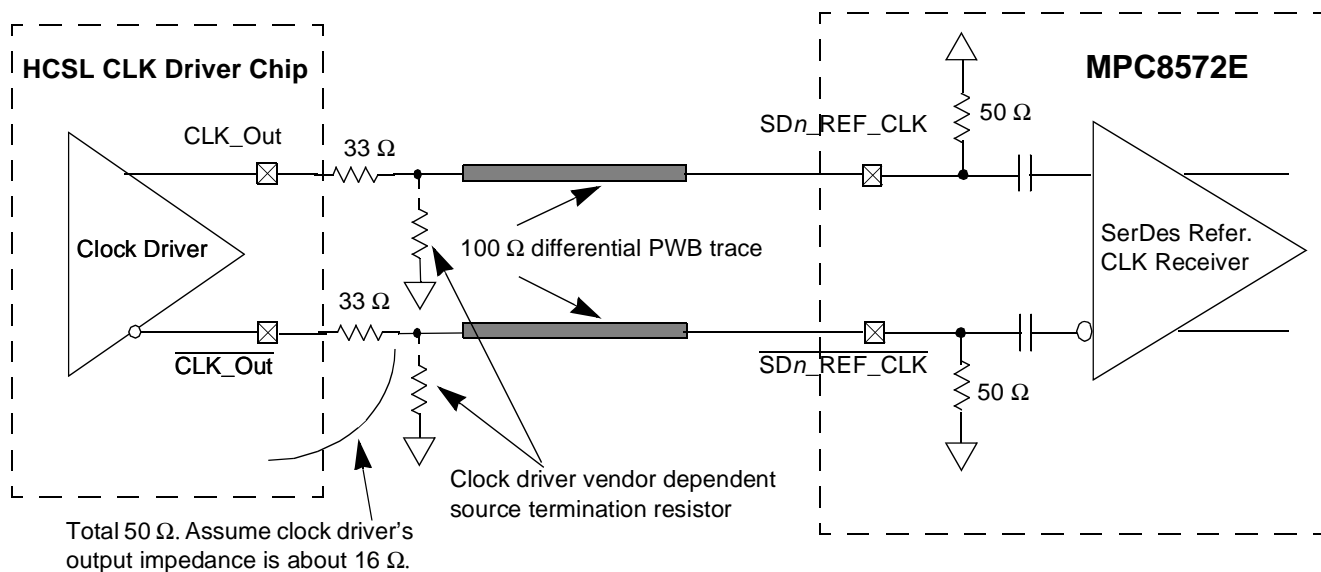 HCSL CLK Driver Chip
MPC8572E
CLK_Out
33 Ω
SDn_REF_CLK
50 Ω
Clock Driver
100 Ω differential PWB trace
SerDes Refer.
CLK Receiver
33 Ω
CLK_Out
SDn_REF_CLK
50 Ω
Clock driver vendor dependent
source termination resistor
Total 50 Ω. Assume clock driver's
output impedance is about 16 Ω.